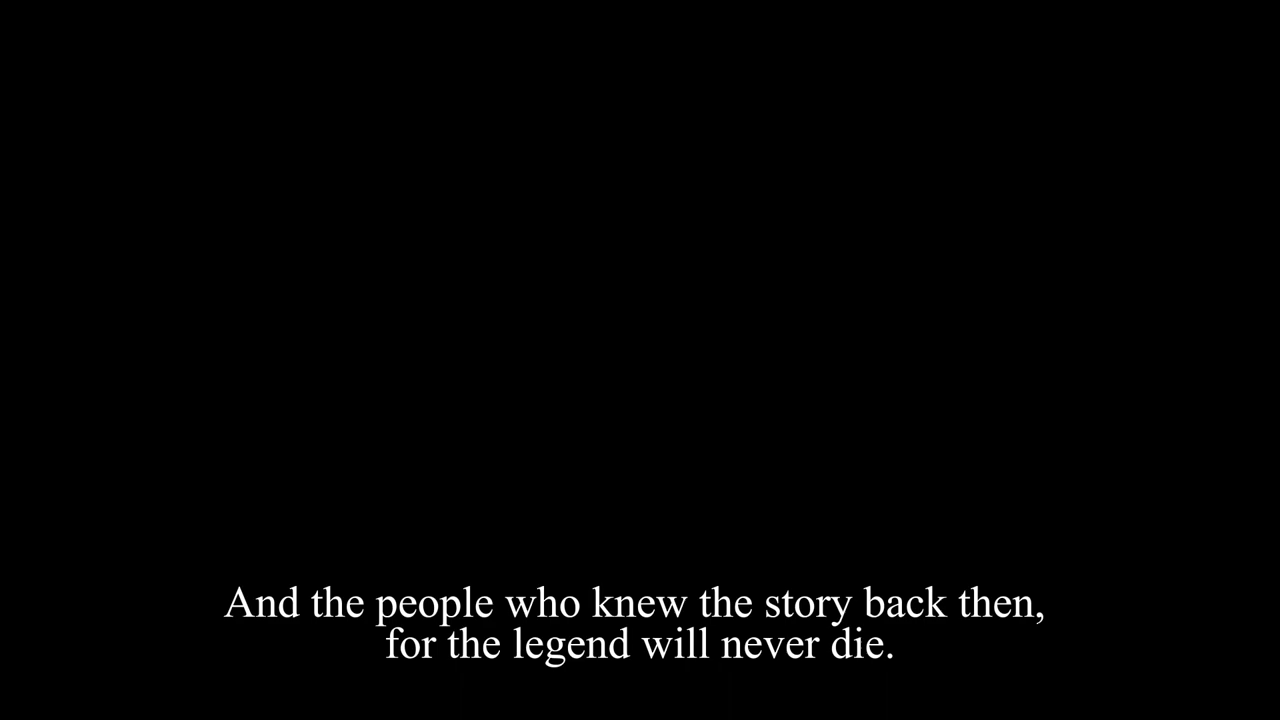 And the people who knew the story back then,
for the legend will never die.